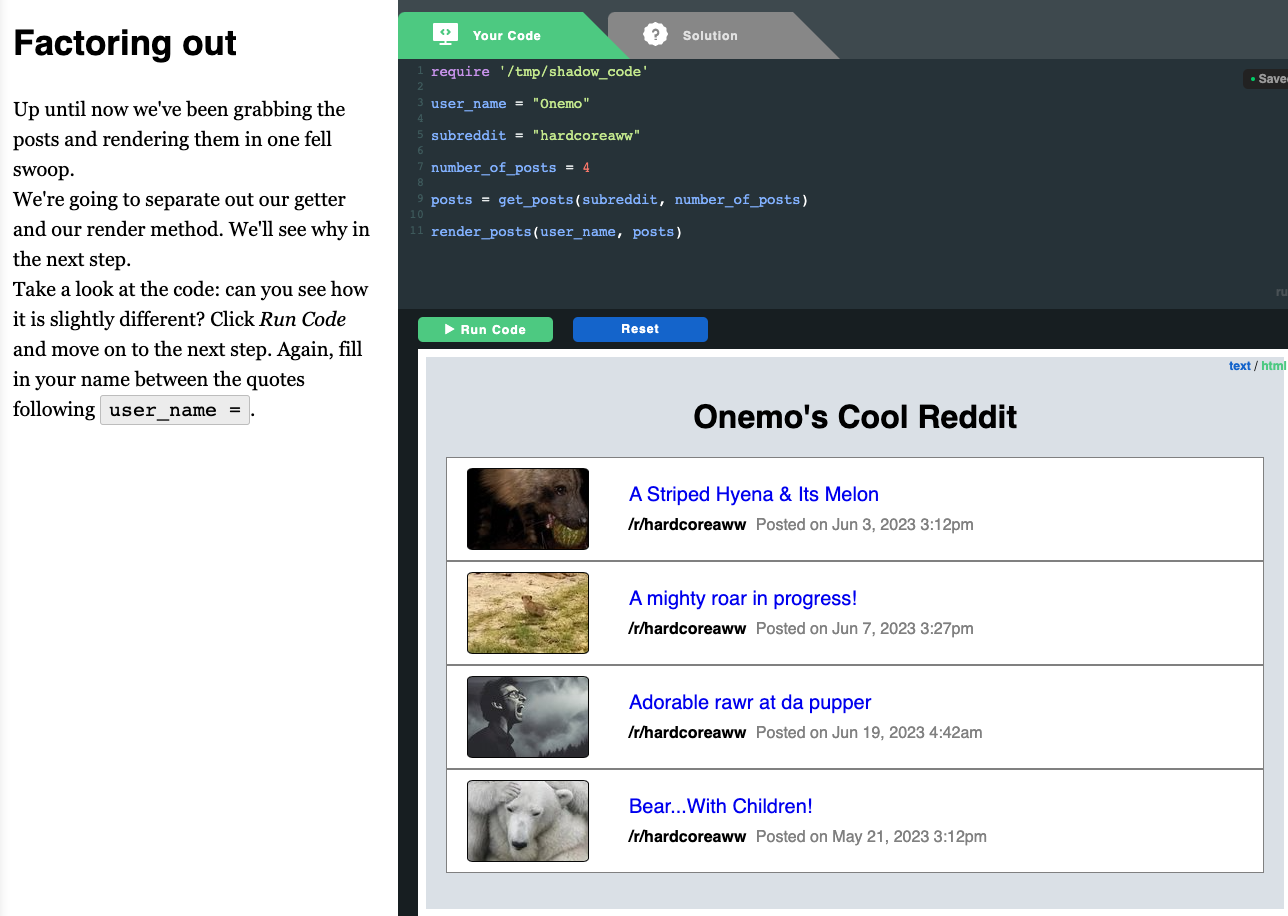 Factoring out
Up until now we've been grabbing the
posts and rendering them in one fell
swoop.
We're going to separate out our getter
and our render method. We'll see why in
the next step.
Take a look at the code: can you see how
it is slightly different? Click Run Code
and move on to the next step. Again, fill
in your name between the quotes
following user_name = .
Your Code
? Solution
1 require '/tmp/shadow_code'
2
3 user_name = "Onemo"
4
5 subreddit = "hardcoreaww"
6
7 number_of_posts = 4
8
9 posts = get_posts(subreddit, number_of_posts)
10
11 render_posts(user_name, posts)
Run Code
Reset
text / html
Onemo's Cool Reddit
A Striped Hyena & Its Melon
/r/hardcoreaww Posted on Jun 3, 2023 3:12pm
A mighty roar in progress!
/r/hardcoreaww Posted on Jun 7, 2023 3:27pm
Adorable rawr at da pupper
/r/hardcoreaww Posted on Jun 19, 2023 4:42am
Bear...With Children!
/r/hardcoreaww Posted on May 21, 2023 3:12pm